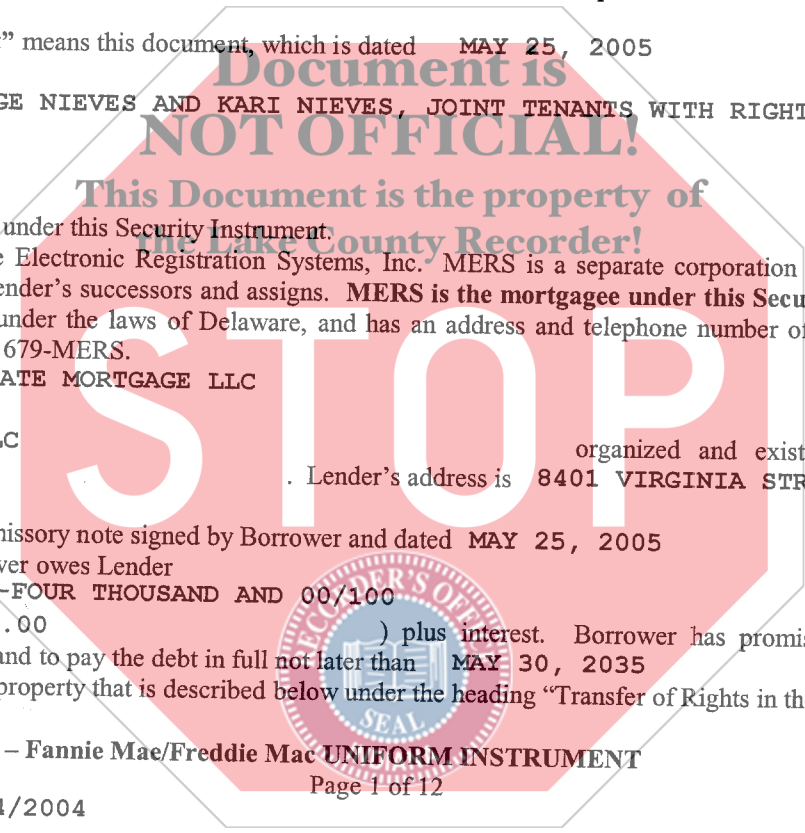 ” means this document, which is dated MAY 25, 2005
Document is
GE NIEVES AND KARI NIEVES, JOINT TENANTS WITH RIGHT
NOT OFFICIAL!
This Document is the property of
under this Security Instrument.
the Lake County Recorder!
e Electronic Registration Systems, Inc. MERS is a separate corporation
ender’s successors and assigns. MERS is the mortgagee under this Secu
under the laws of Delaware, and has an address and telephone number of
679-MERS.
ATE MORTGAGE LLC
STOP
LC
organized and exist
. Lender’s address is 8401 VIRGINIA STR
issory note signed by Borrower and dated MAY 25, 2005
ver owes Lender
-FOUR THOUSAND AND 00/100
.00 ) plus interest. Borrower has promis
and to pay the debt in full not later than MAY 30, 2035
property that is described below under the heading “Transfer of Rights in th
RECORDER'S OFFICE
SEAL
– Fannie Mae/Freddie Mac UNIFORM INSTRUMENT
Page 1 of 12
/2004